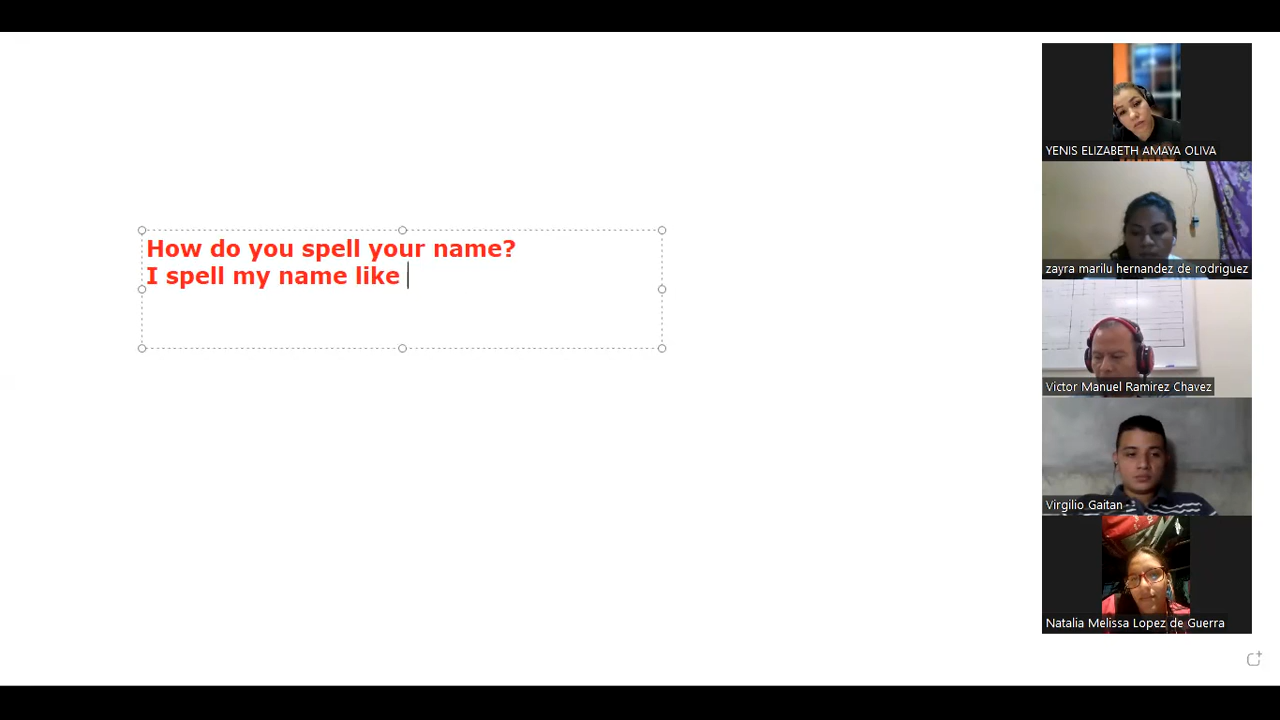 How do you spell your name?
I spell my name like
YENIS ELIZABETH AMAYA OLIVA
zayra marilu hernandez de rodriguez
Victor Manuel Ramirez Chavez
Virgilio Gaitan
Natalia Melissa Lopez de Guerra